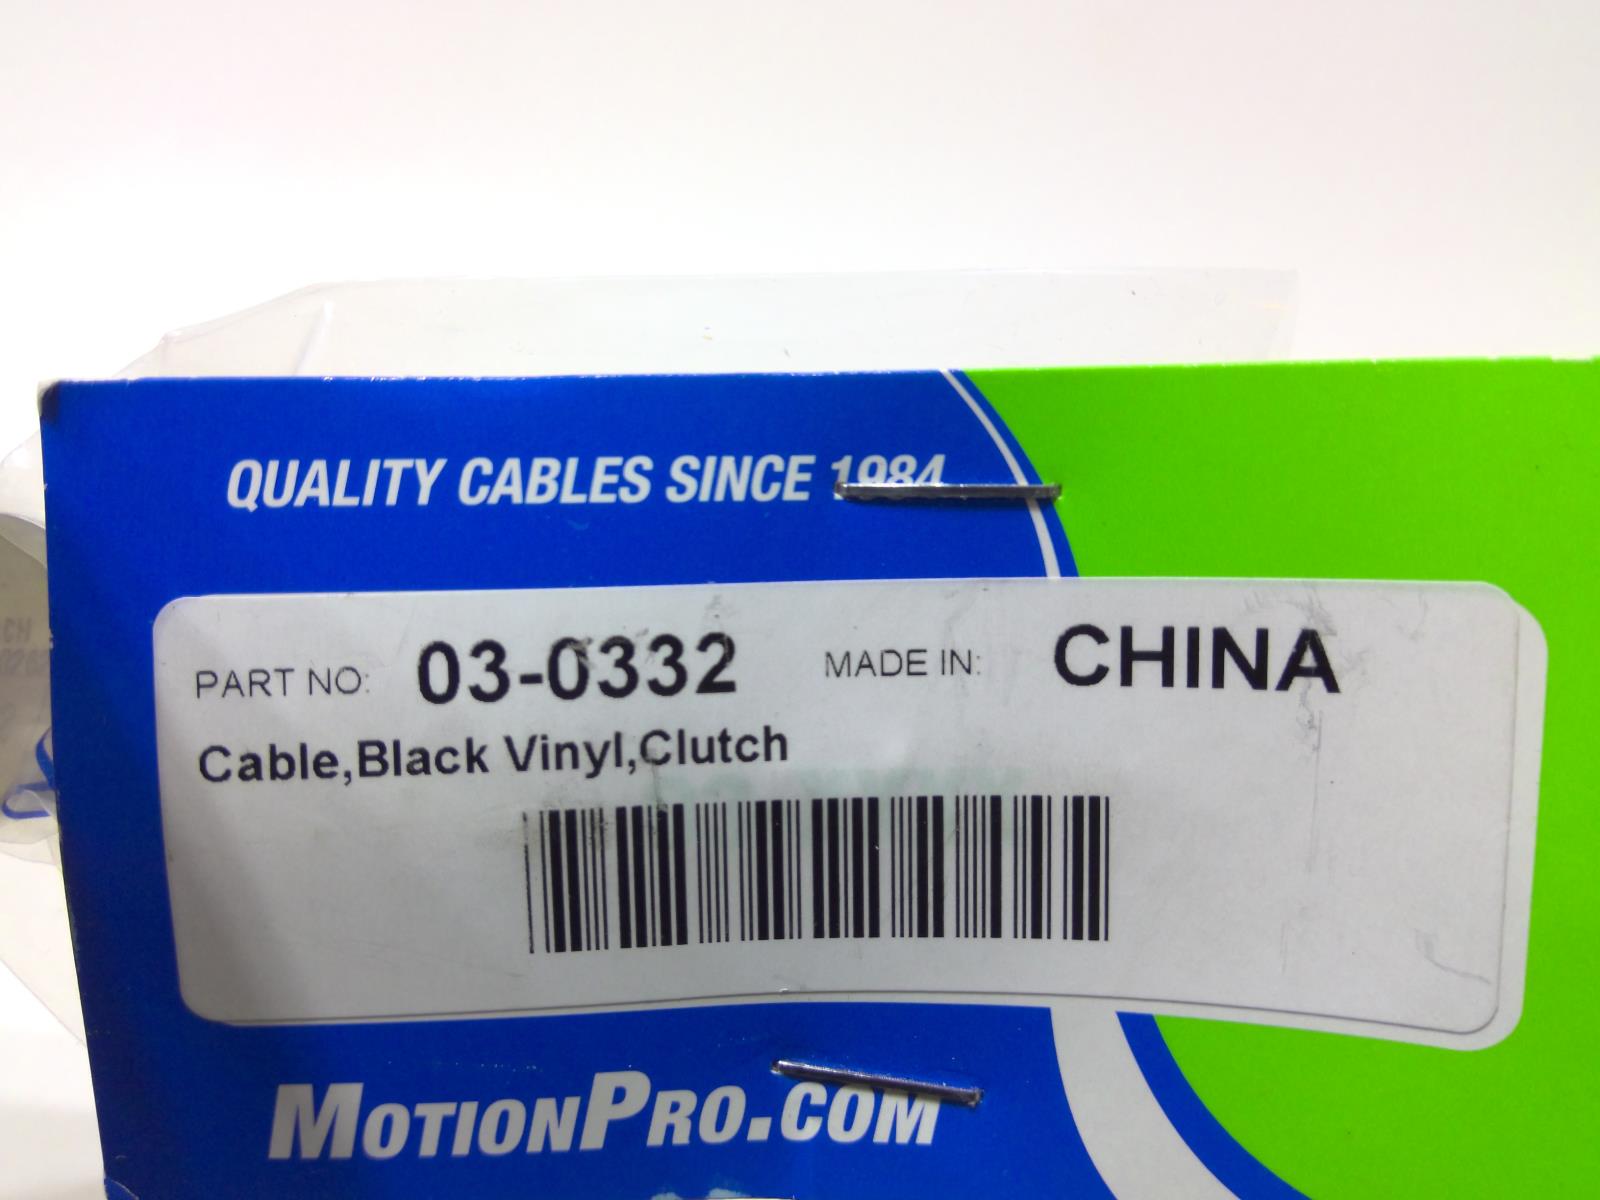 QUALITY CABLES SINCE 1984
PART NO: 03-0332 MADE IN: CHINA
Cable,Black Vinyl,Clutch
MOTIONPRO.COM